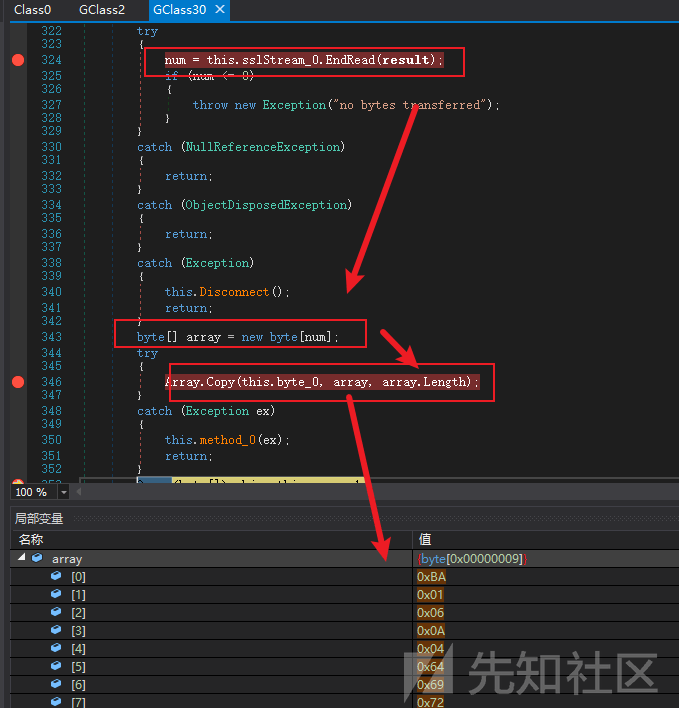 Class0 GClass2 GClass30 ×
322 try
323 {
324 num = this.sslStream_0.EndRead(result);
325 if (num <= 0)
326 {
327 throw new Exception("no bytes transferred");
328 }
329 }
330 catch (NullReferenceException)
331 {
332 return;
333 }
334 catch (ObjectDisposedException)
335 {
336 return;
337 }
338 catch (Exception)
339 {
340 this.Disconnect();
341 return;
342 }
343 byte[] array = new byte[num];
344 try
345 {
346 Array.Copy(this.byte_0, array, array.Length);
347 }
348 catch (Exception ex)
349 {
350 this.method_0(ex);
351 return;
352 }
100 %
局部变量
名称 值
array {byte[0x00000009]}
[0] 0xBA
[1] 0x01
[2] 0x06
[3] 0x0A
[4] 0x04
[5] 0x64
[6] 0x69
[7] 0x72
先知社区